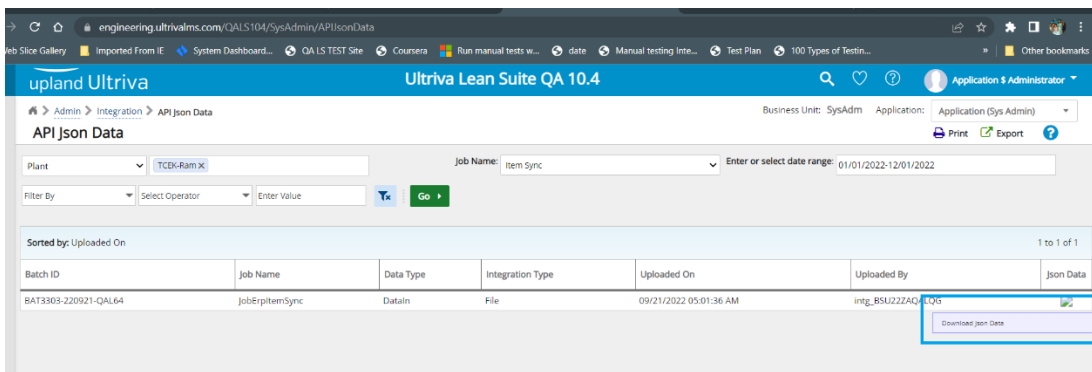 engineering.ultrivalms.com/QALS104/SysAdmin/APIJsonData
Web Slice Gallery Imported From IE System Dashboard... QA LS TEST Site Coursera Run manual tests w... date Manual testing Inte... Test Plan 100 Types of Testin... » Other bookmarks
upland Ultriva Ultriva Lean Suite QA 10.4 Application $ Administrator
Admin > Integration > API Json Data Business Unit: SysAdm Application: Application (Sys Admin)
API Json Data Print Export
Plant TCEK-Ram × Job Name: Item Sync Enter or select date range: 01/01/2022-12/01/2022
Filter By Select Operator Enter Value Go
Sorted by: Uploaded On 1 to 1 of 1
Batch ID Job Name Data Type Integration Type Uploaded On Uploaded By Json Data
BAT3303-220921-QAL64 JobErpItemSync DataIn File 09/21/2022 05:01:36 AM intg_BSU22ZAQALQG
Download Json Data